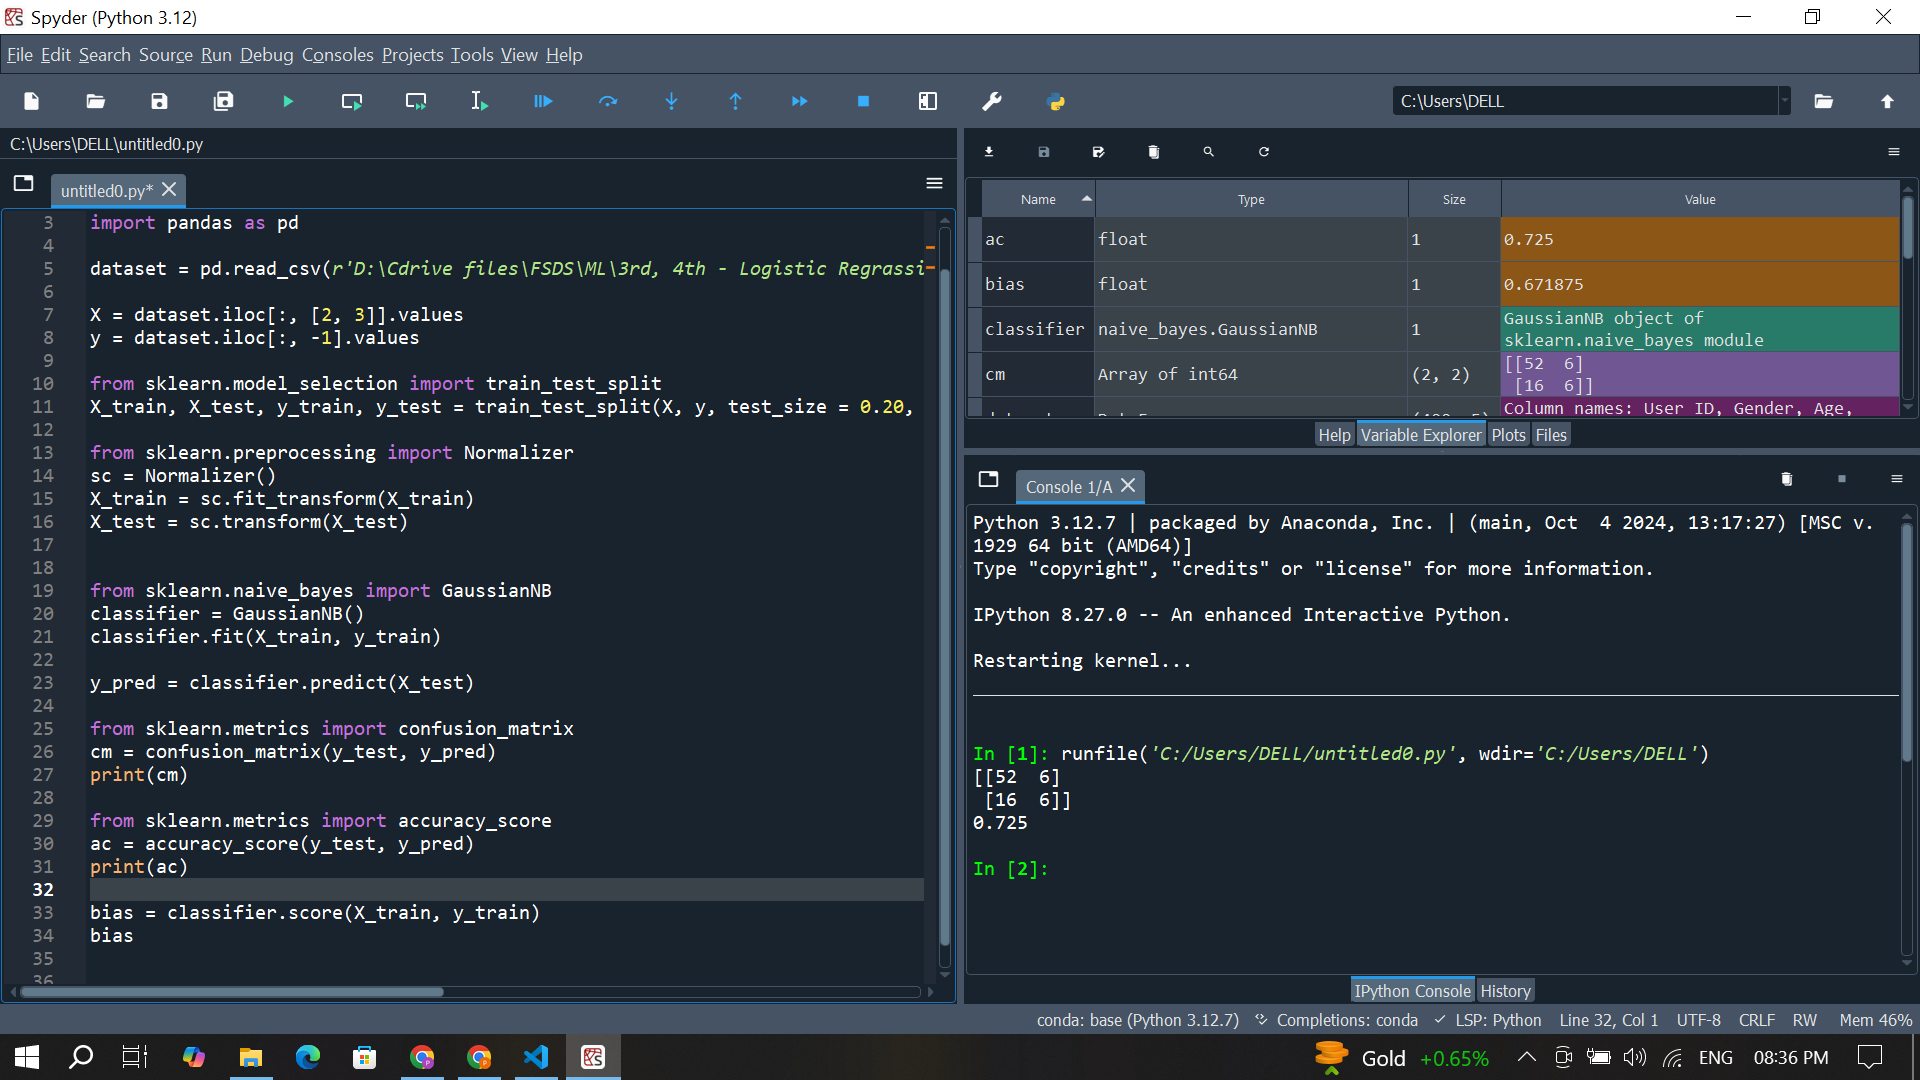 Spyder (Python 3.12)
File Edit Search Source Run Debug Consoles Projects Tools View Help
C:\Users\DELL
C:\Users\DELL\untitled0.py
untitled0.py*
3 import pandas as pd
4
5 dataset = pd.read_csv(r'D:\Cdrive files\FSDS\ML\3rd, 4th - Logistic Regrassi
6
7 X = dataset.iloc[:, [2, 3]].values
8 y = dataset.iloc[:, -1].values
9
10 from sklearn.model_selection import train_test_split
11 X_train, X_test, y_train, y_test = train_test_split(X, y, test_size = 0.20,
12
13 from sklearn.preprocessing import Normalizer
14 sc = Normalizer()
15 X_train = sc.fit_transform(X_train)
16 X_test = sc.transform(X_test)
17
18
19 from sklearn.naive_bayes import GaussianNB
20 classifier = GaussianNB()
21 classifier.fit(X_train, y_train)
22
23 y_pred = classifier.predict(X_test)
24
25 from sklearn.metrics import confusion_matrix
26 cm = confusion_matrix(y_test, y_pred)
27 print(cm)
28
29 from sklearn.metrics import accuracy_score
30 ac = accuracy_score(y_test, y_pred)
31 print(ac)
32
33 bias = classifier.score(X_train, y_train)
34 bias
35
36
Name Type Size Value
ac float 1 0.725
bias float 1 0.671875
classifier naive_bayes.GaussianNB 1 GaussianNB object of
sklearn.naive_bayes module
cm Array of int64 (2, 2) [[52 6]
[16 6]]
Column names: User ID, Gender, Age,
Help Variable Explorer Plots Files
Console 1/A
Python 3.12.7 | packaged by Anaconda, Inc. | (main, Oct 4 2024, 13:17:27) [MSC v.
1929 64 bit (AMD64)]
Type "copyright", "credits" or "license" for more information.
IPython 8.27.0 -- An enhanced Interactive Python.
Restarting kernel...
In [1]: runfile('C:/Users/DELL/untitled0.py', wdir='C:/Users/DELL')
[[52 6]
[16 6]]
0.725
In [2]:
IPython Console History
conda: base (Python 3.12.7) Completions: conda LSP: Python Line 32, Col 1 UTF-8 CRLF RW Mem 46%
Gold +0.65% ENG 08:36 PM